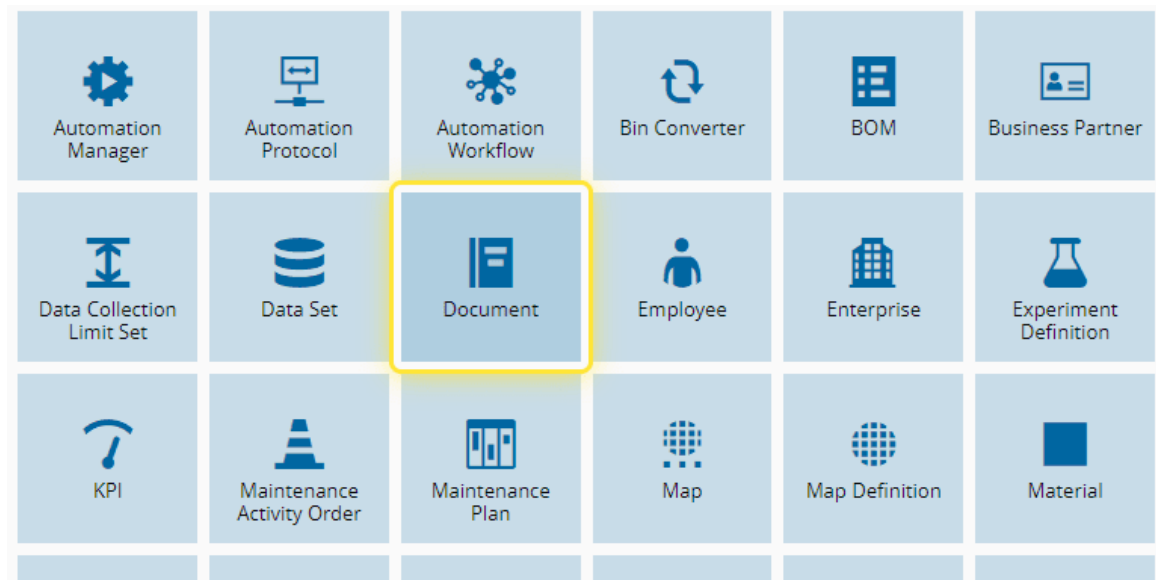 Automation
Manager
Automation
Protocol
Automation
Workflow
Bin Converter
BOM
Business Partner
Data Collection
Limit Set
Data Set
Document
Employee
Enterprise
Experiment
Definition
KPI
Maintenance
Activity Order
Maintenance
Plan
Map
Map Definition
Material